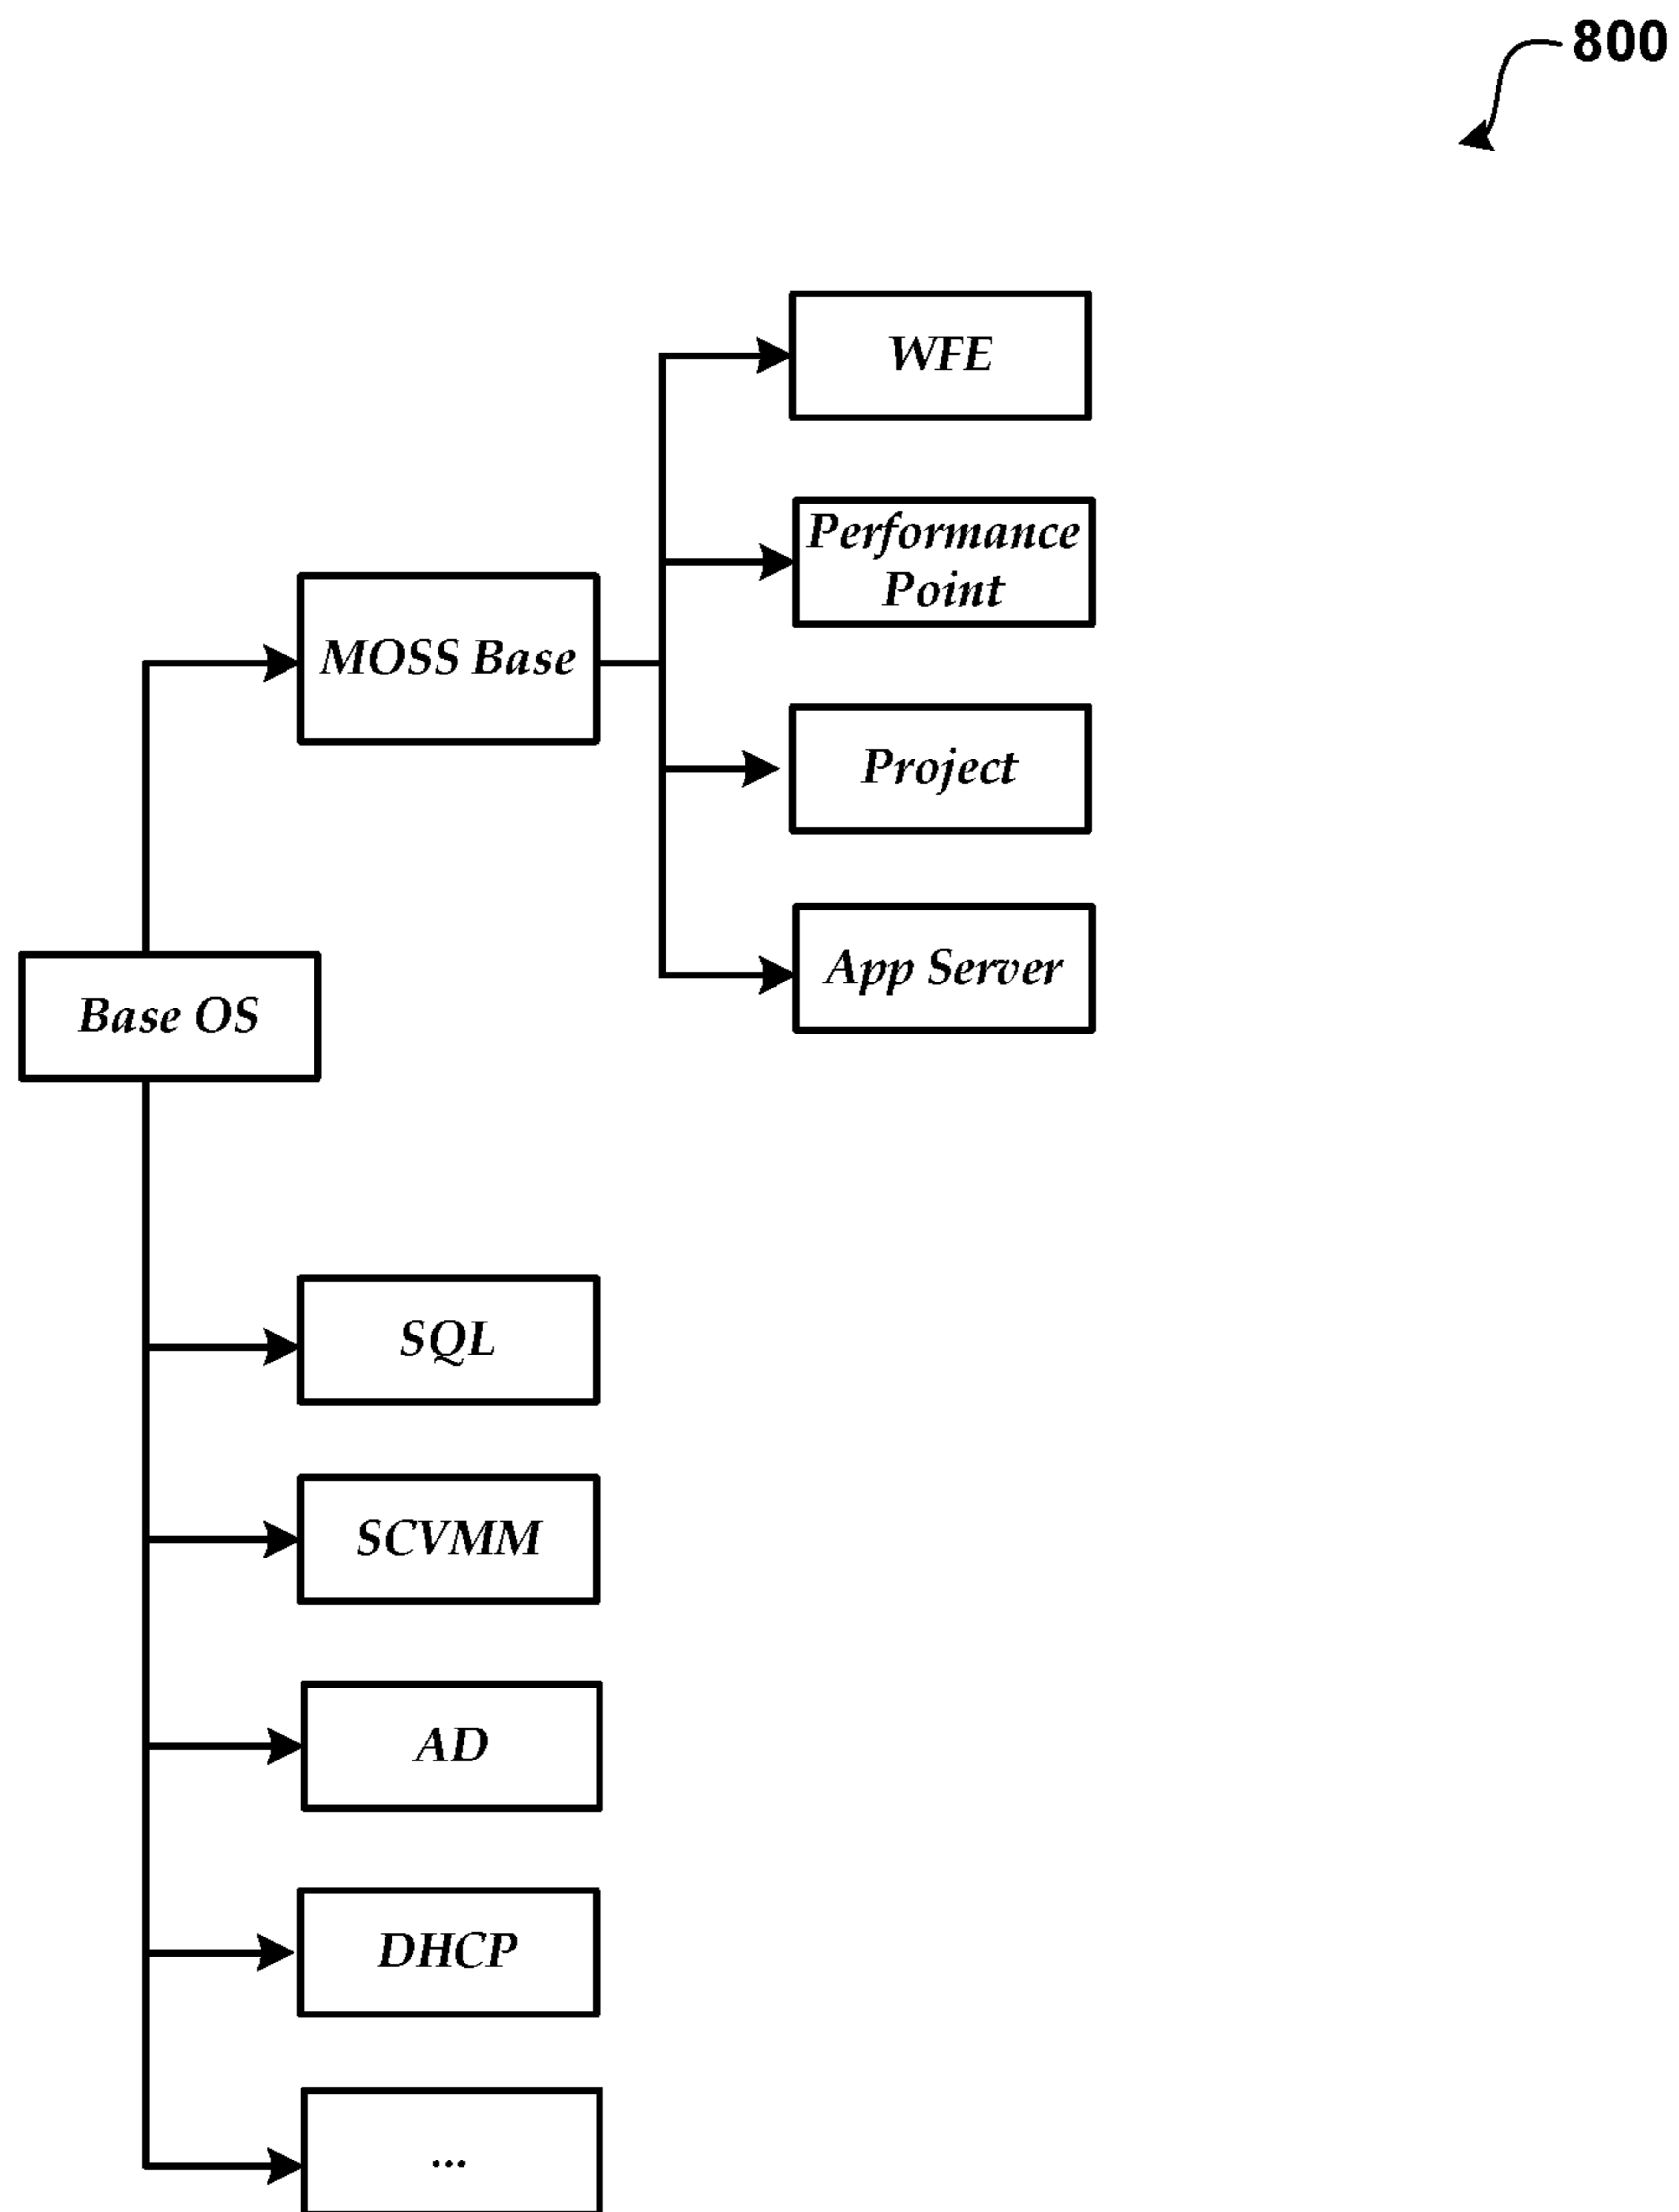 800
WFE
Performance
Point
MOSS Base
Project
App Server
Base OS
SQL
SCVMM
AD
DHCP
...